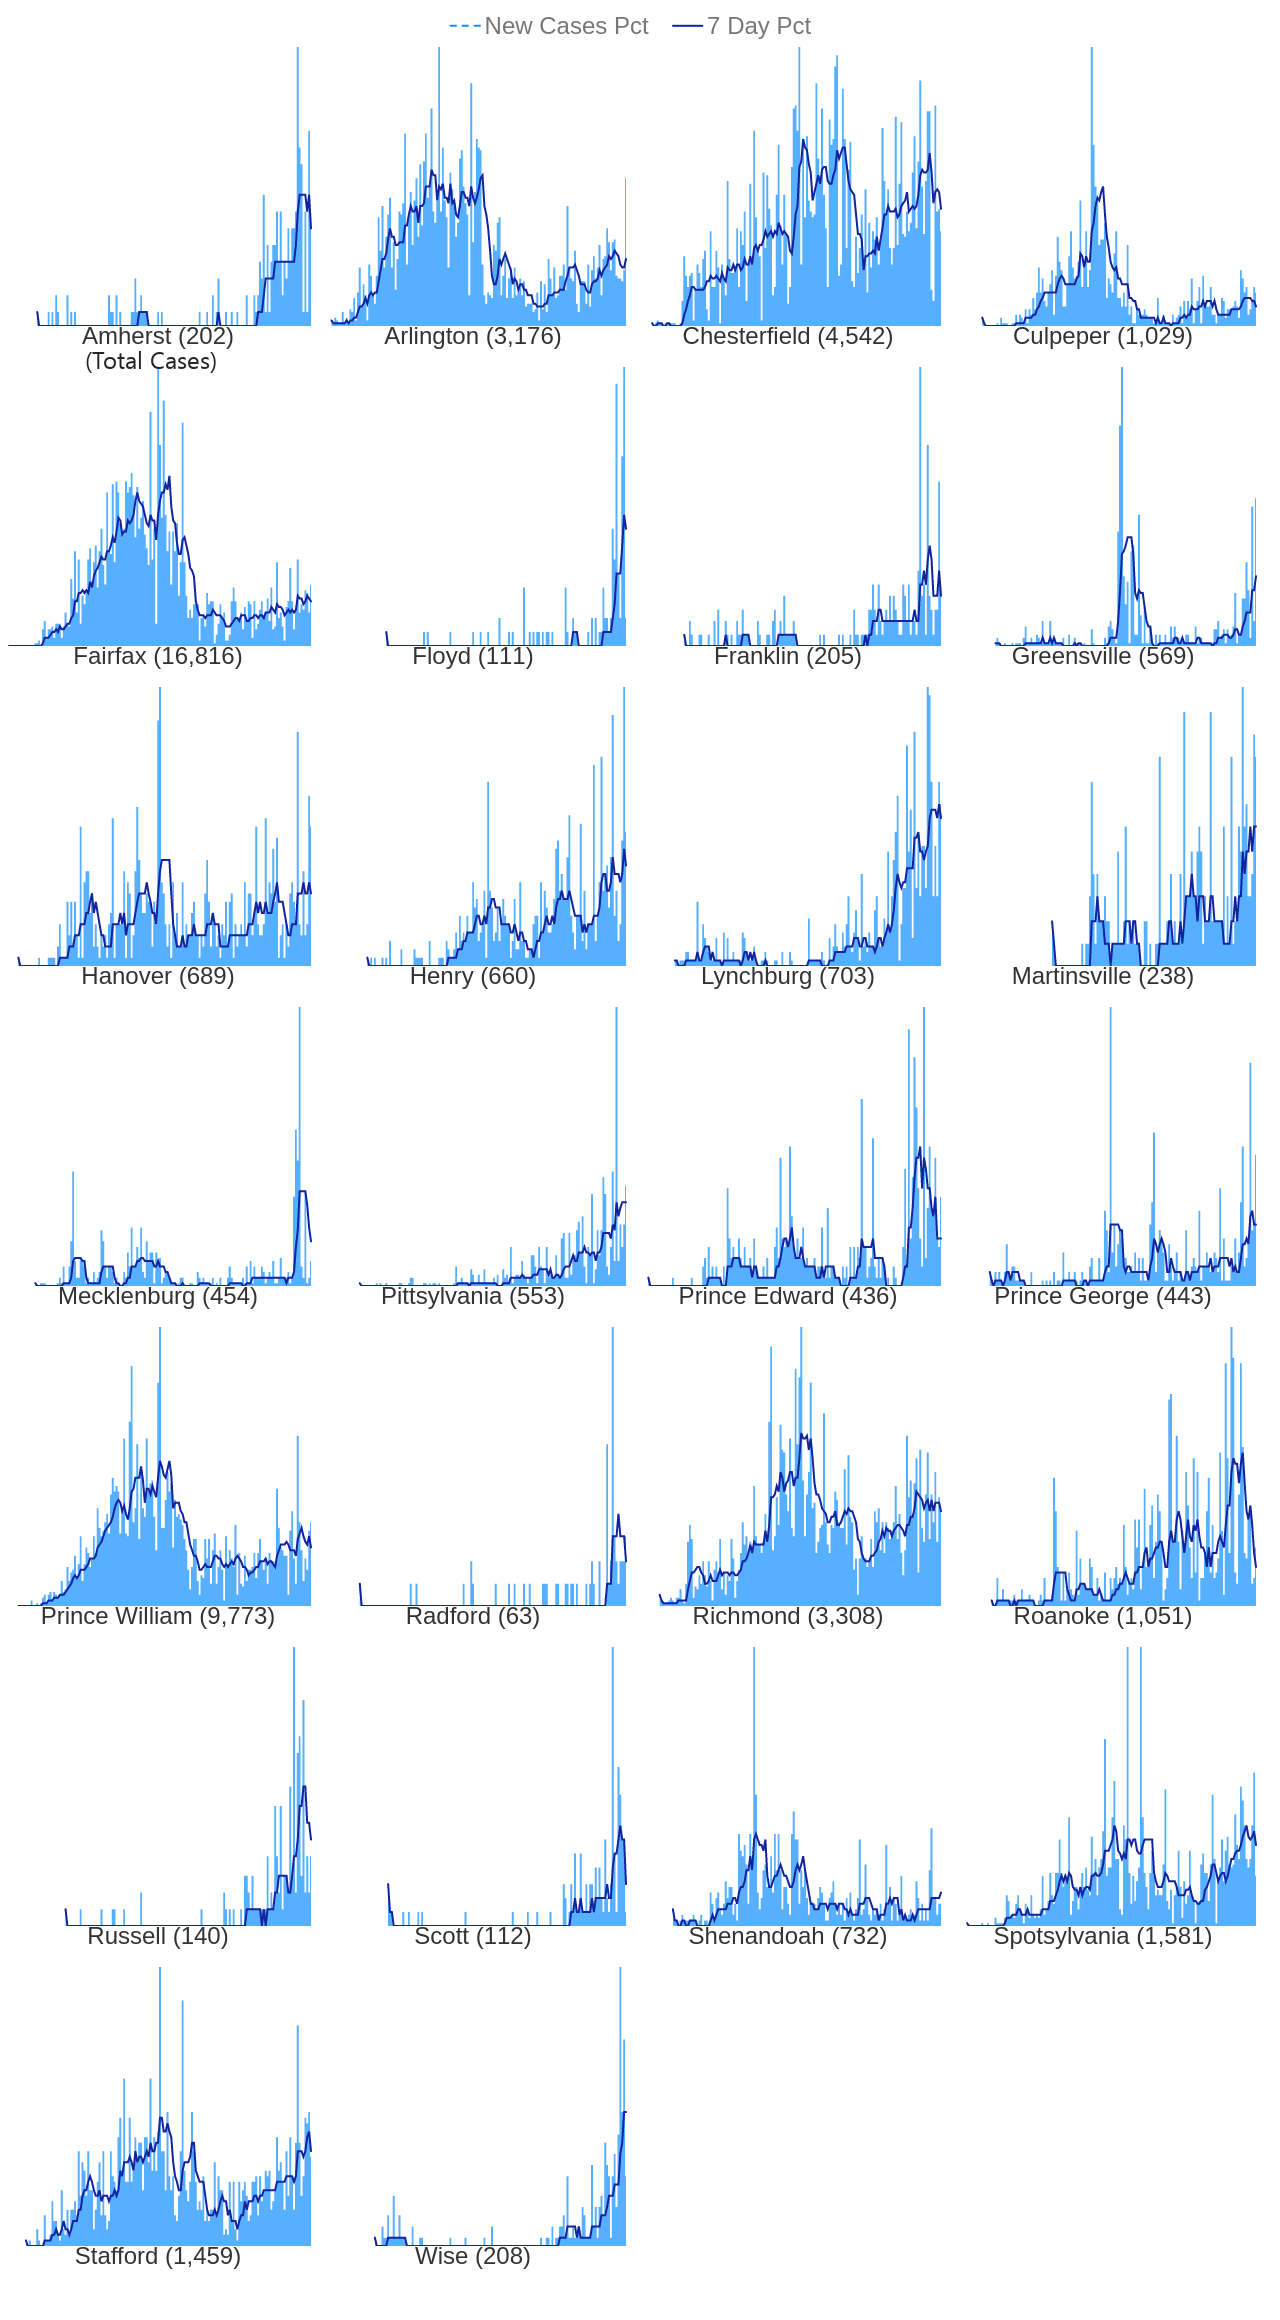 New Cases Pct 7 Day Pct
Amherst (202) Arlington (3,176) Chesterfield (4,542) Culpeper (1,029)
(Total Cases)
Fairfax (16,816) Floyd (111) Franklin (205) Greensville (569)
Hanover (689) Henry (660) Lynchburg (703) Martinsville (238)
Mecklenburg (454) Pittsylvania (553) Prince Edward (436) Prince George (443)
Prince William (9,773) Radford (63) Richmond (3,308) Roanoke (1,051)
Russell (140) Scott (112) Shenandoah (732) Spotsylvania (1,581)
Stafford (1,459) Wise (208)